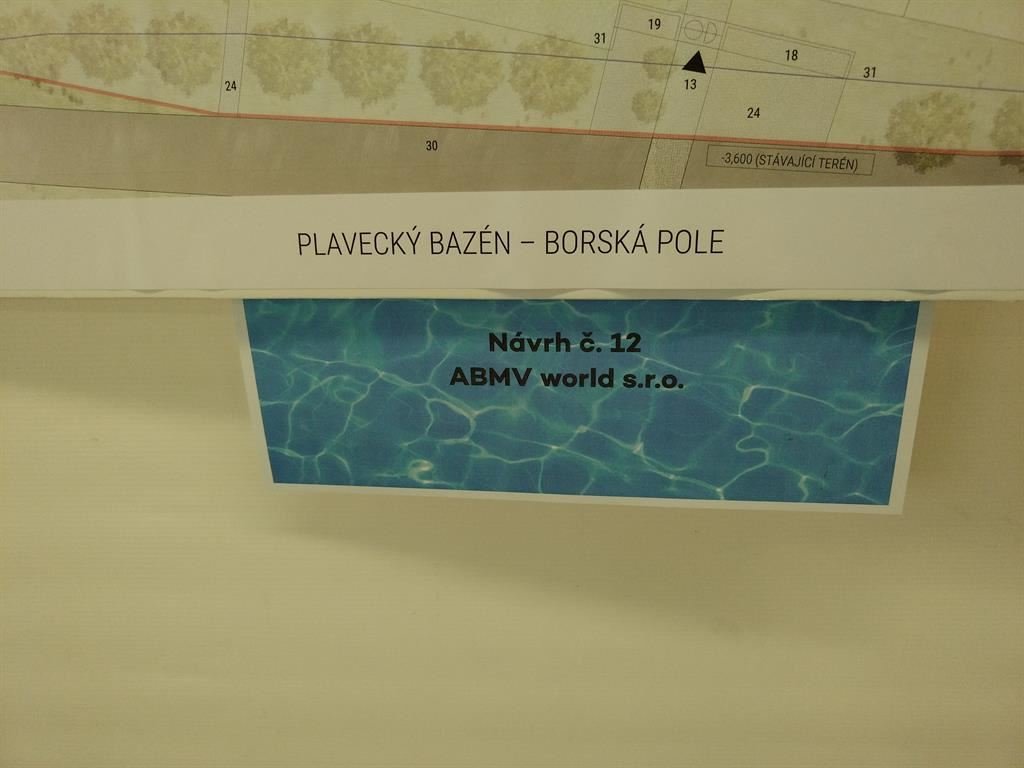 19
31
18
31
13
24
24
30
-3,600 (STÁVAJÍCÍ TERÉN)
PLAVECKÝ BAZÉN – BORSKÁ POLE
Návrh č. 12
ABMV world s.r.o.